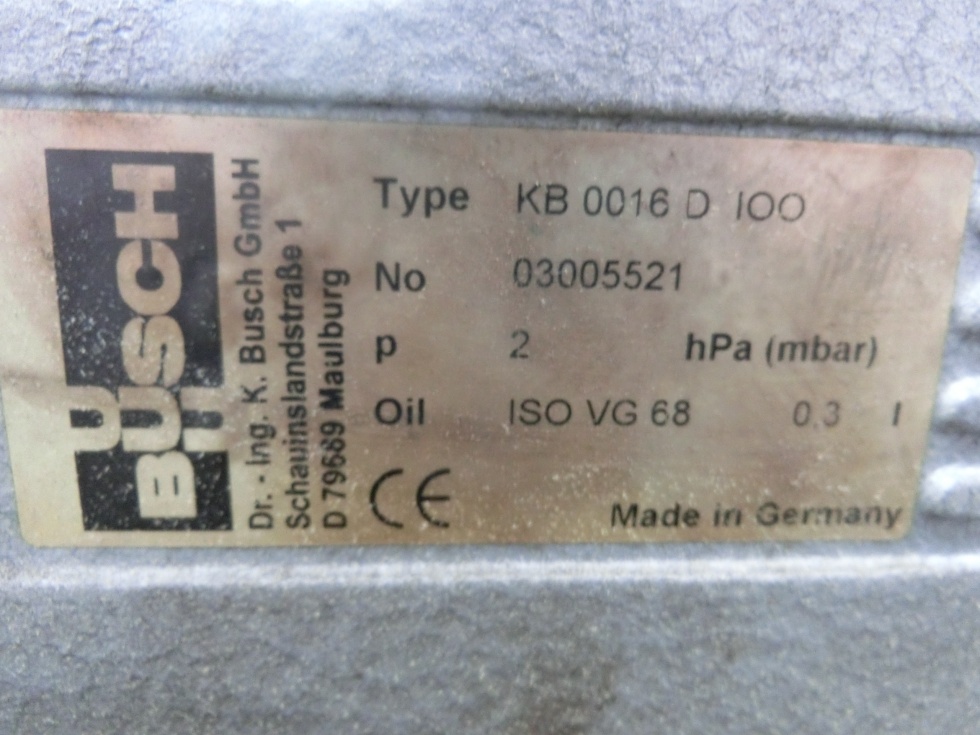 BUSCH
Dr. - Ing. K. Busch GmbH
Schauinslandstraße 1
D 79689 Maulburg
Type KB 0016 D IOO
No 03005521
p 2 hPa (mbar)
Oil ISO VG 68 0,3 l
CE
Made in Germany